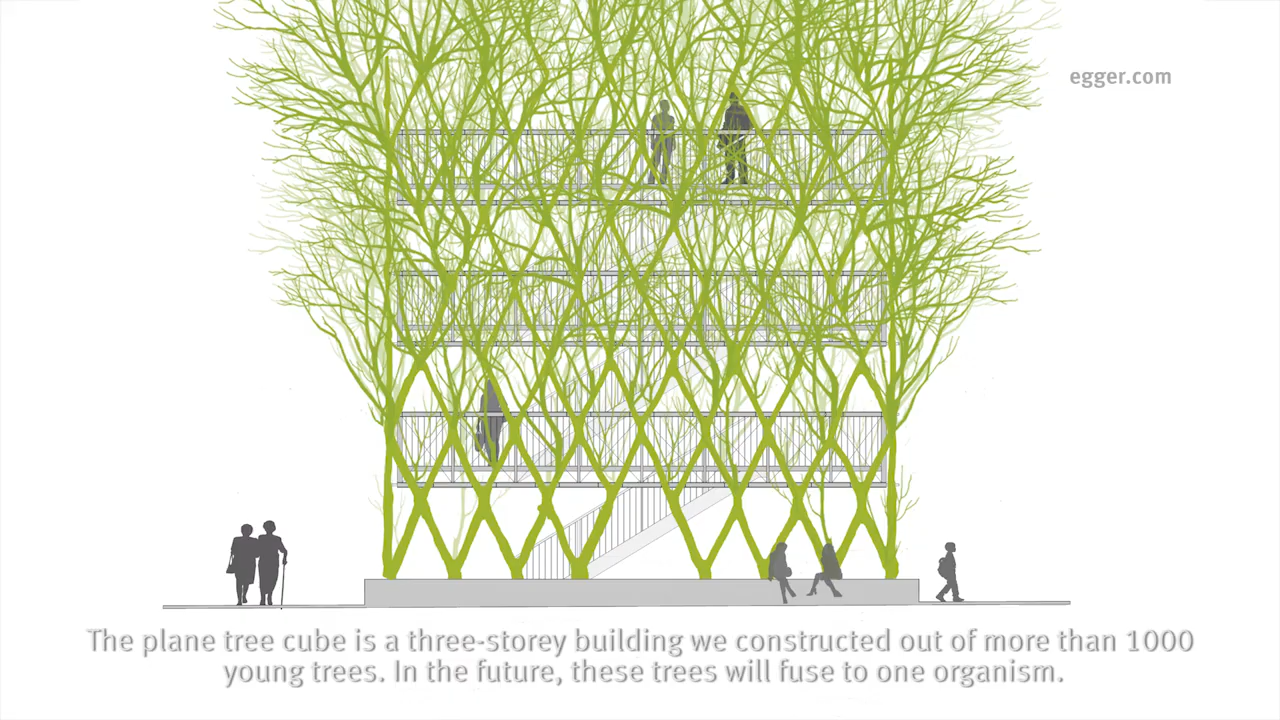 egger.com
The plane tree cube is a three-storey building we constructed out of more than 1000
young trees. In the future, these trees will fuse to one organism.